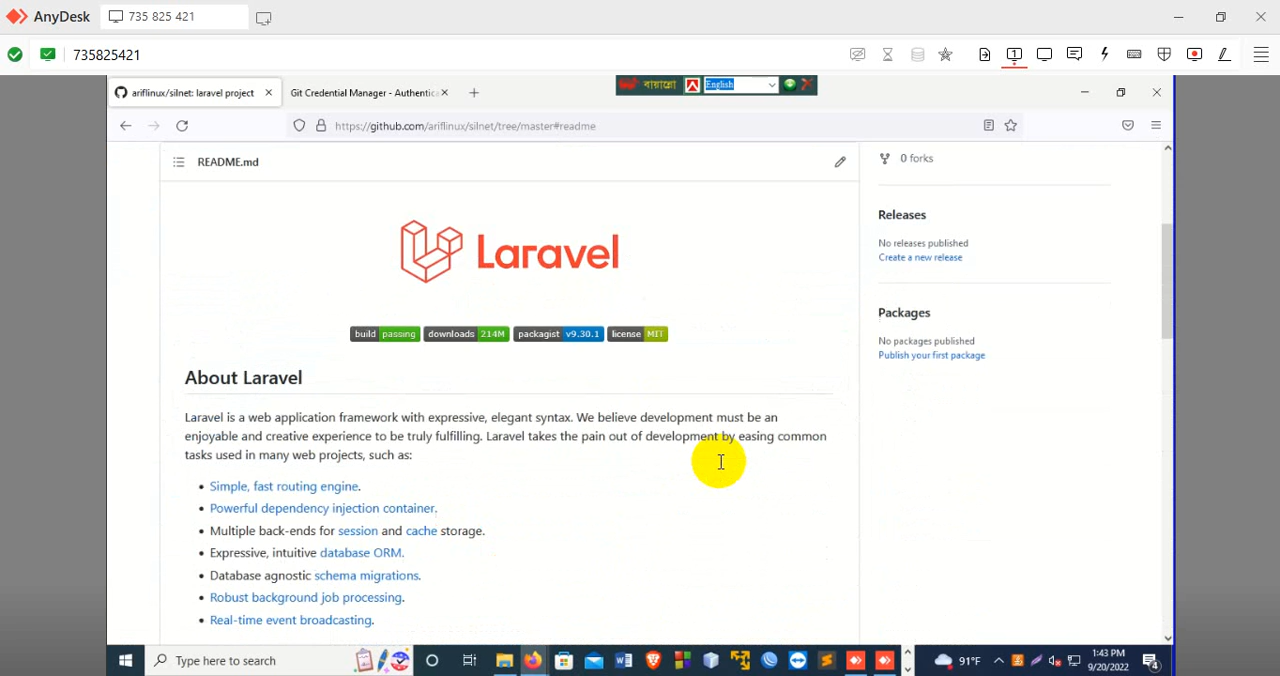 AnyDesk
735 825 421
735825421
ariflinux/silnet: laravel project
Git Credential Manager - Authentica
English
https://github.com/ariflinux/silnet/tree/master#readme
README.md
0 forks
Releases
No releases published
Create a new release
Packages
No packages published
Publish your first package
Laravel
build passing
downloads 214M
packagist v9.30.1
license MIT
About Laravel
Laravel is a web application framework with expressive, elegant syntax. We believe development must be an
enjoyable and creative experience to be truly fulfilling. Laravel takes the pain out of development by easing common
tasks used in many web projects, such as:
• Simple, fast routing engine.
• Powerful dependency injection container.
• Multiple back-ends for session and cache storage.
• Expressive, intuitive database ORM.
• Database agnostic schema migrations.
• Robust background job processing.
• Real-time event broadcasting.
Type here to search
91°F
1:43 PM
9/20/2022
4